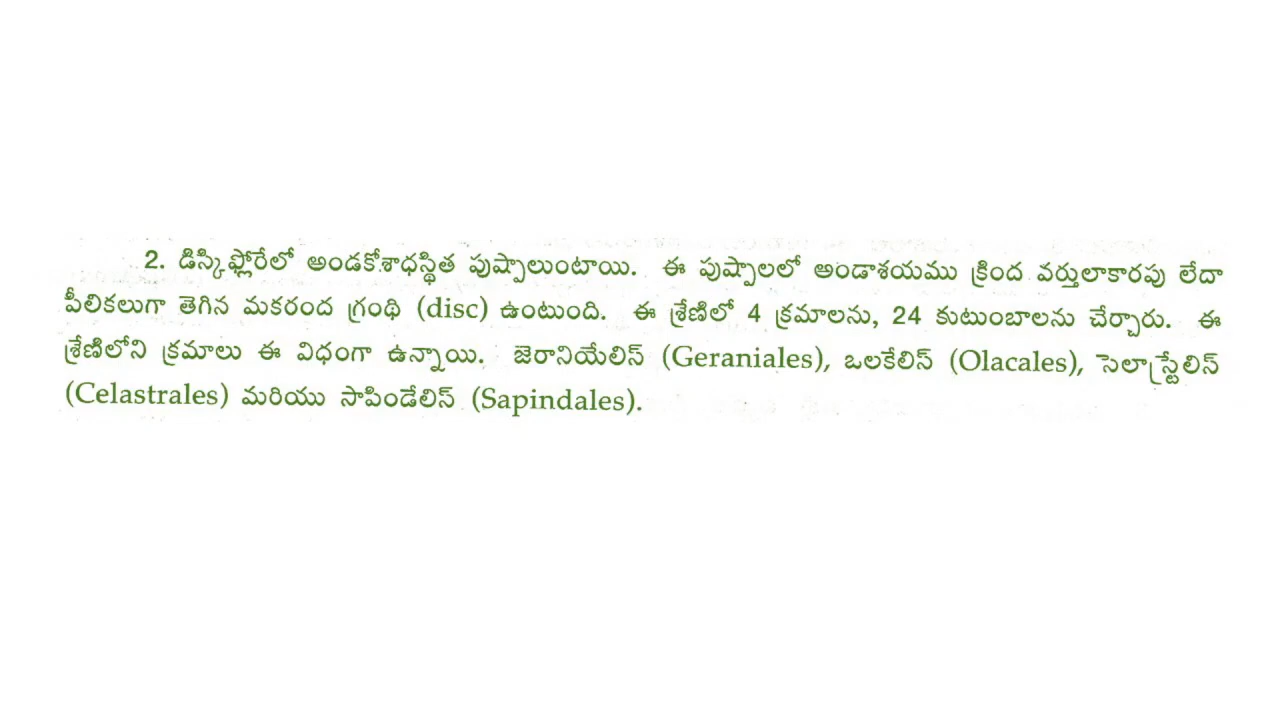 2. డిస్కిఫ్లోరేలో అండకోశాధస్థిత పుష్పాలుంటాయి. ఈ పుష్పాలలో అండాశయము క్రింద వర్తులాకారపు లేదా
పీలికలుగా తెగిన మకరంద గ్రంథి (disc) ఉంటుంది. ఈ శ్రేణిలో 4 క్రమాలను, 24 కుటుంబాలను చేర్చారు. ఈ
శ్రేణిలోని క్రమాలు ఈ విధంగా ఉన్నాయి. జెరానియేలిస్ (Geraniales), ఒలకేలిస్ (Olacales), సెలాస్ట్రేలిస్
(Celastrales) మరియు సాపిండేలిస్ (Sapindales).